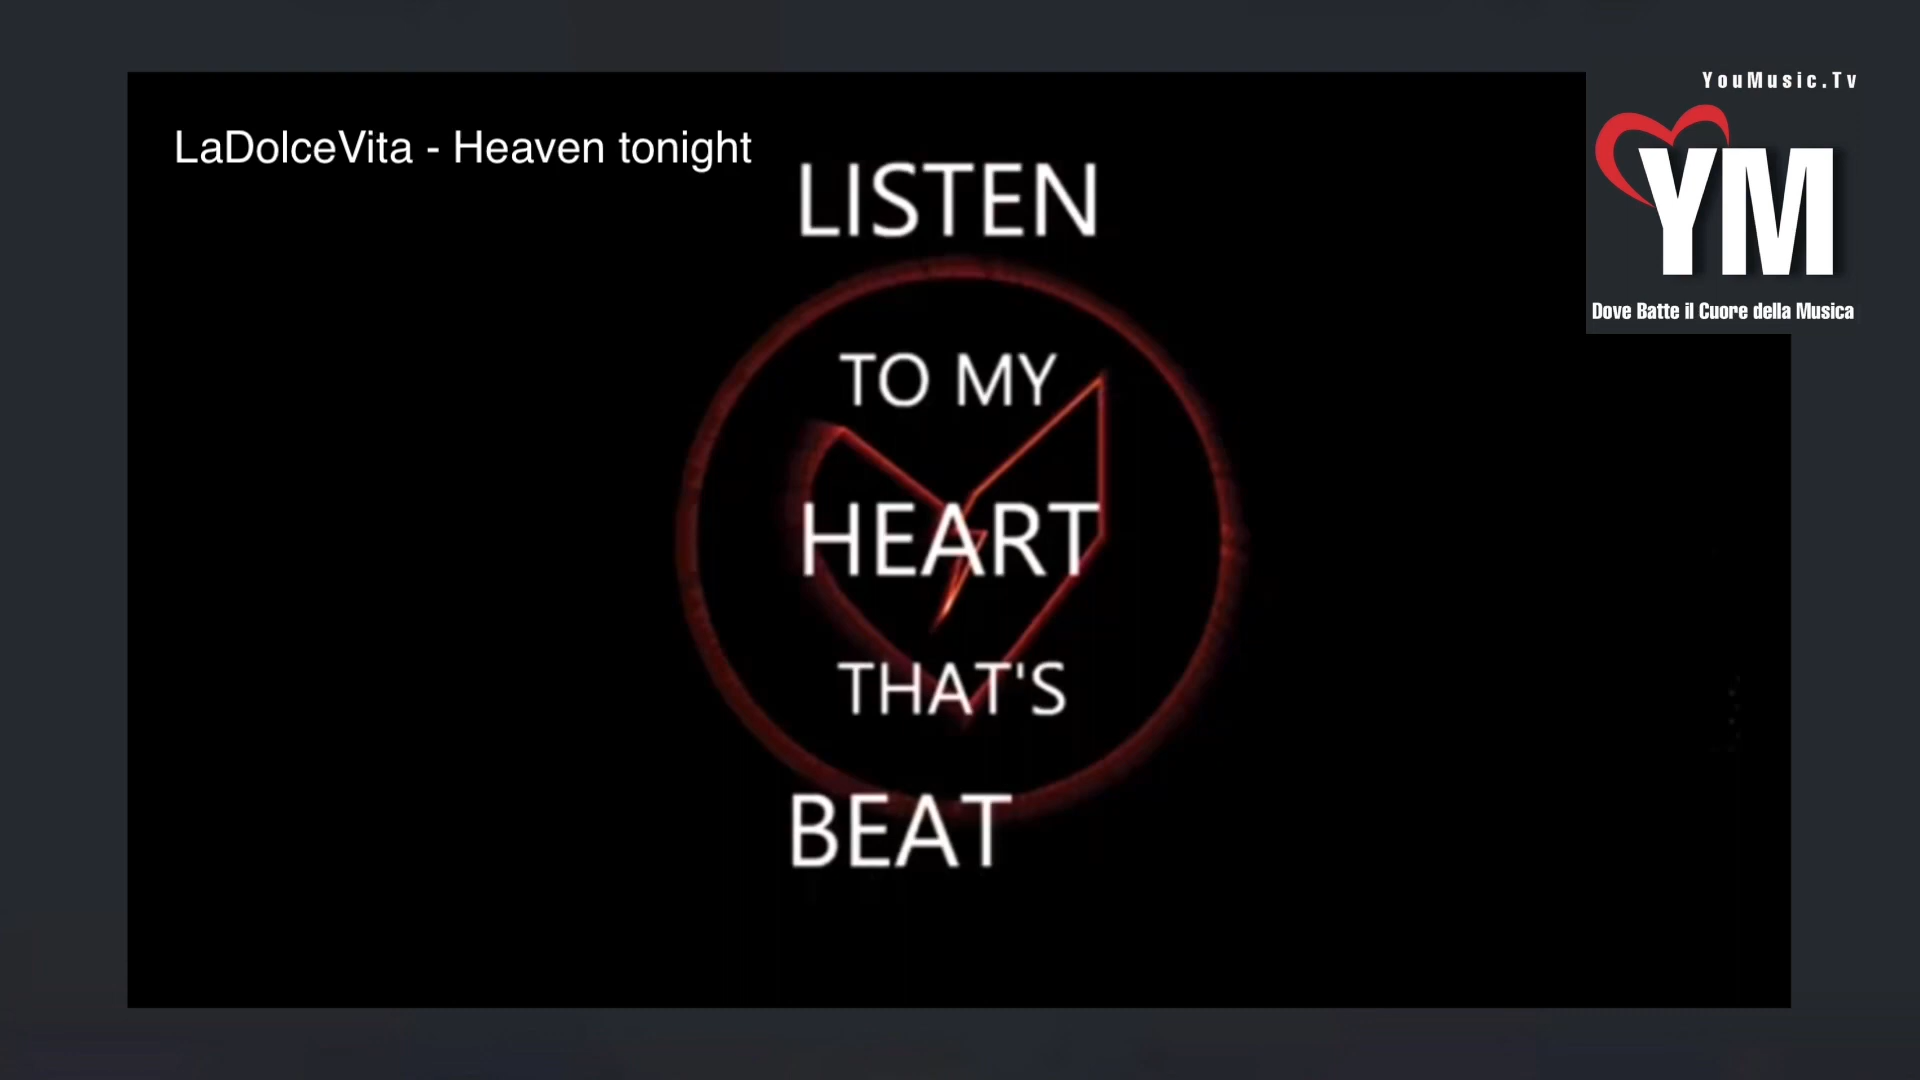 YouMusic.Tv
YM
Dove Batte il Cuore della Musica
LaDolceVita - Heaven tonight
LISTEN
TO MY
HEART
THAT'S
BEAT